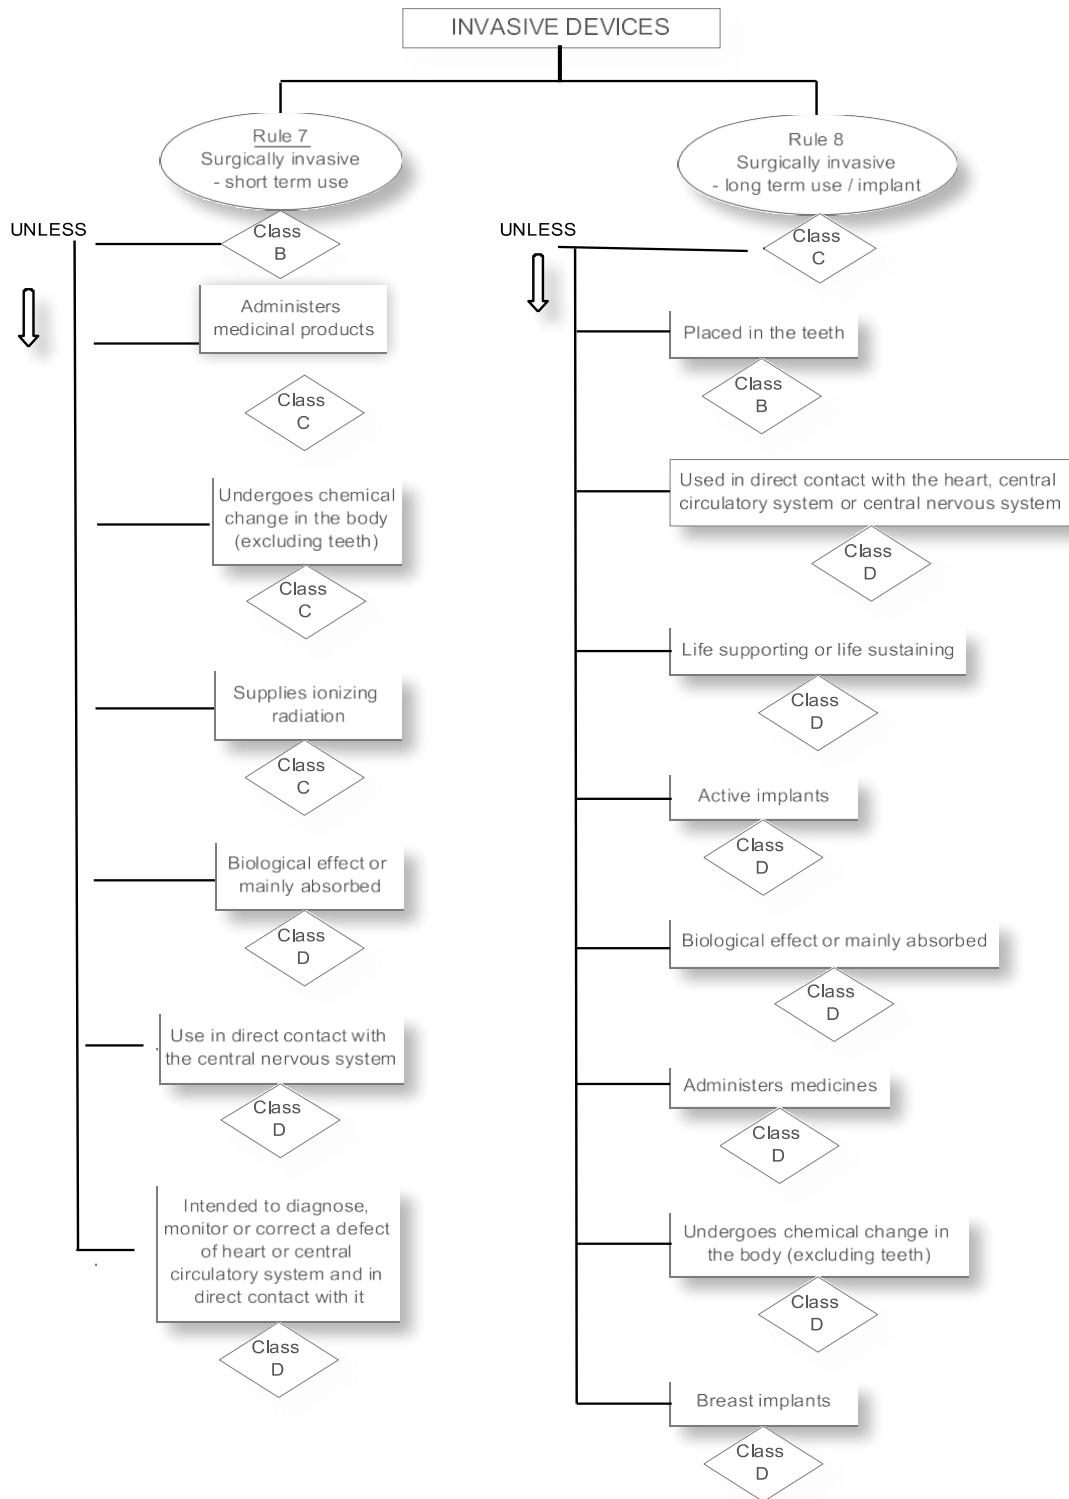 INVASIVE DEVICES
Rule 7
Surgically invasive
- short term use
UNLESS
Class
B
Administers
medicinal products
Class
C
Undergoes chemical
change in the body
(excluding teeth)
Class
C
Supplies ionizing
radiation
Class
C
Biological effect or
mainly absorbed
Class
D
Use in direct contact with
the central nervous system
Class
D
Intended to diagnose,
monitor or correct a defect
of heart or central
circulatory system and in
direct contact with it
Class
D
Rule 8
Surgically invasive
- long term use / implant
UNLESS
Class
C
Placed in the teeth
Class
B
Used in direct contact with the heart, central
circulatory system or central nervous system
Class
D
Life supporting or life sustaining
Class
D
Active implants
Class
D
Biological effect or mainly absorbed
Class
D
Administers medicines
Class
D
Undergoes chemical change in
the body (excluding teeth)
Class
D
Breast implants
Class
D